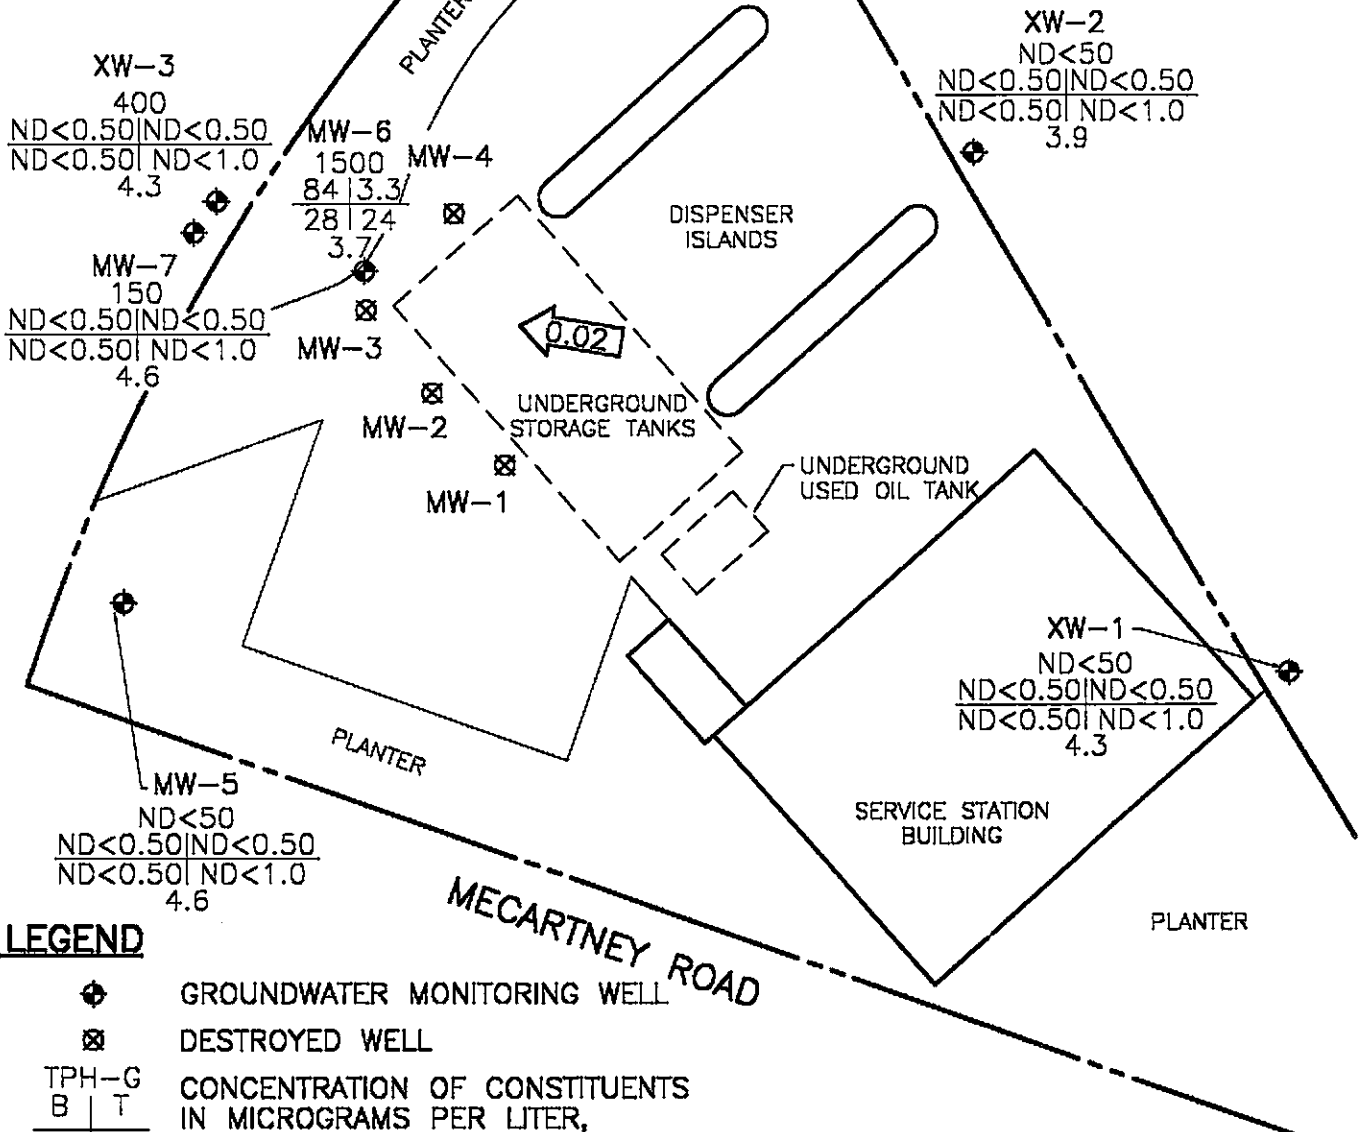 PLANTER
XW-2
ND<50
ND<0.50|ND<0.50
ND<0.50|ND<1.0
3.9
XW-3
400
ND<0.50|ND<0.50
ND<0.50|ND<1.0
4.3
MW-6
1500
84|3.3
28|24
3.7
MW-4
DISPENSER
ISLANDS
MW-7
150
ND<0.50|ND<0.50
ND<0.50|ND<1.0
4.6
MW-3
0.02
MW-2
UNDERGROUND
STORAGE TANKS
MW-1
UNDERGROUND
USED OIL TANK
XW-1
ND<50
ND<0.50|ND<0.50
ND<0.50|ND<1.0
4.3
PLANTER
MW-5
ND<50
ND<0.50|ND<0.50
ND<0.50|ND<1.0
4.6
SERVICE STATION
BUILDING
PLANTER
MECARTNEY ROAD
LEGEND
GROUNDWATER MONITORING WELL
DESTROYED WELL
TPH-G
B | T
CONCENTRATION OF CONSTITUENTS
IN MICROGRAMS PER LITER,